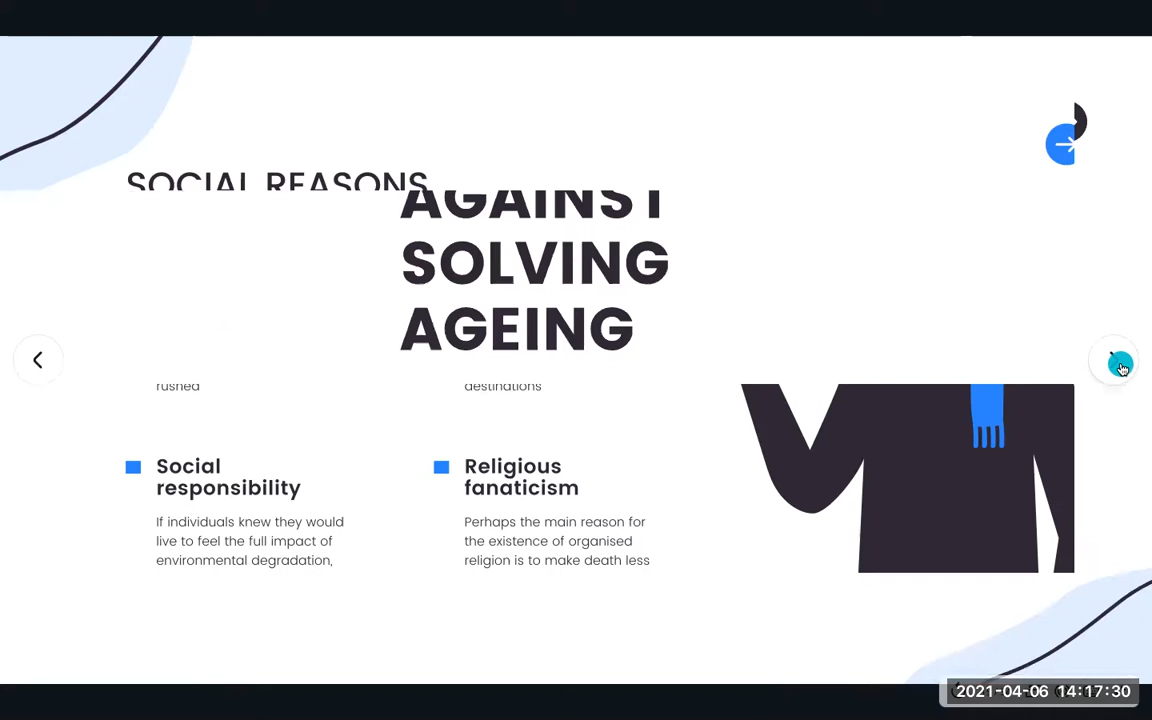 SOCIAL REASONS
AGAINST
SOLVING
AGEING
rushed
destinations
Social
responsibility
If individuals knew they would
live to feel the full impact of
environmental degradation,
Religious
fanaticism
Perhaps the main reason for
the existence of organised
religion is to make death less
2021-04-06 14:17:30